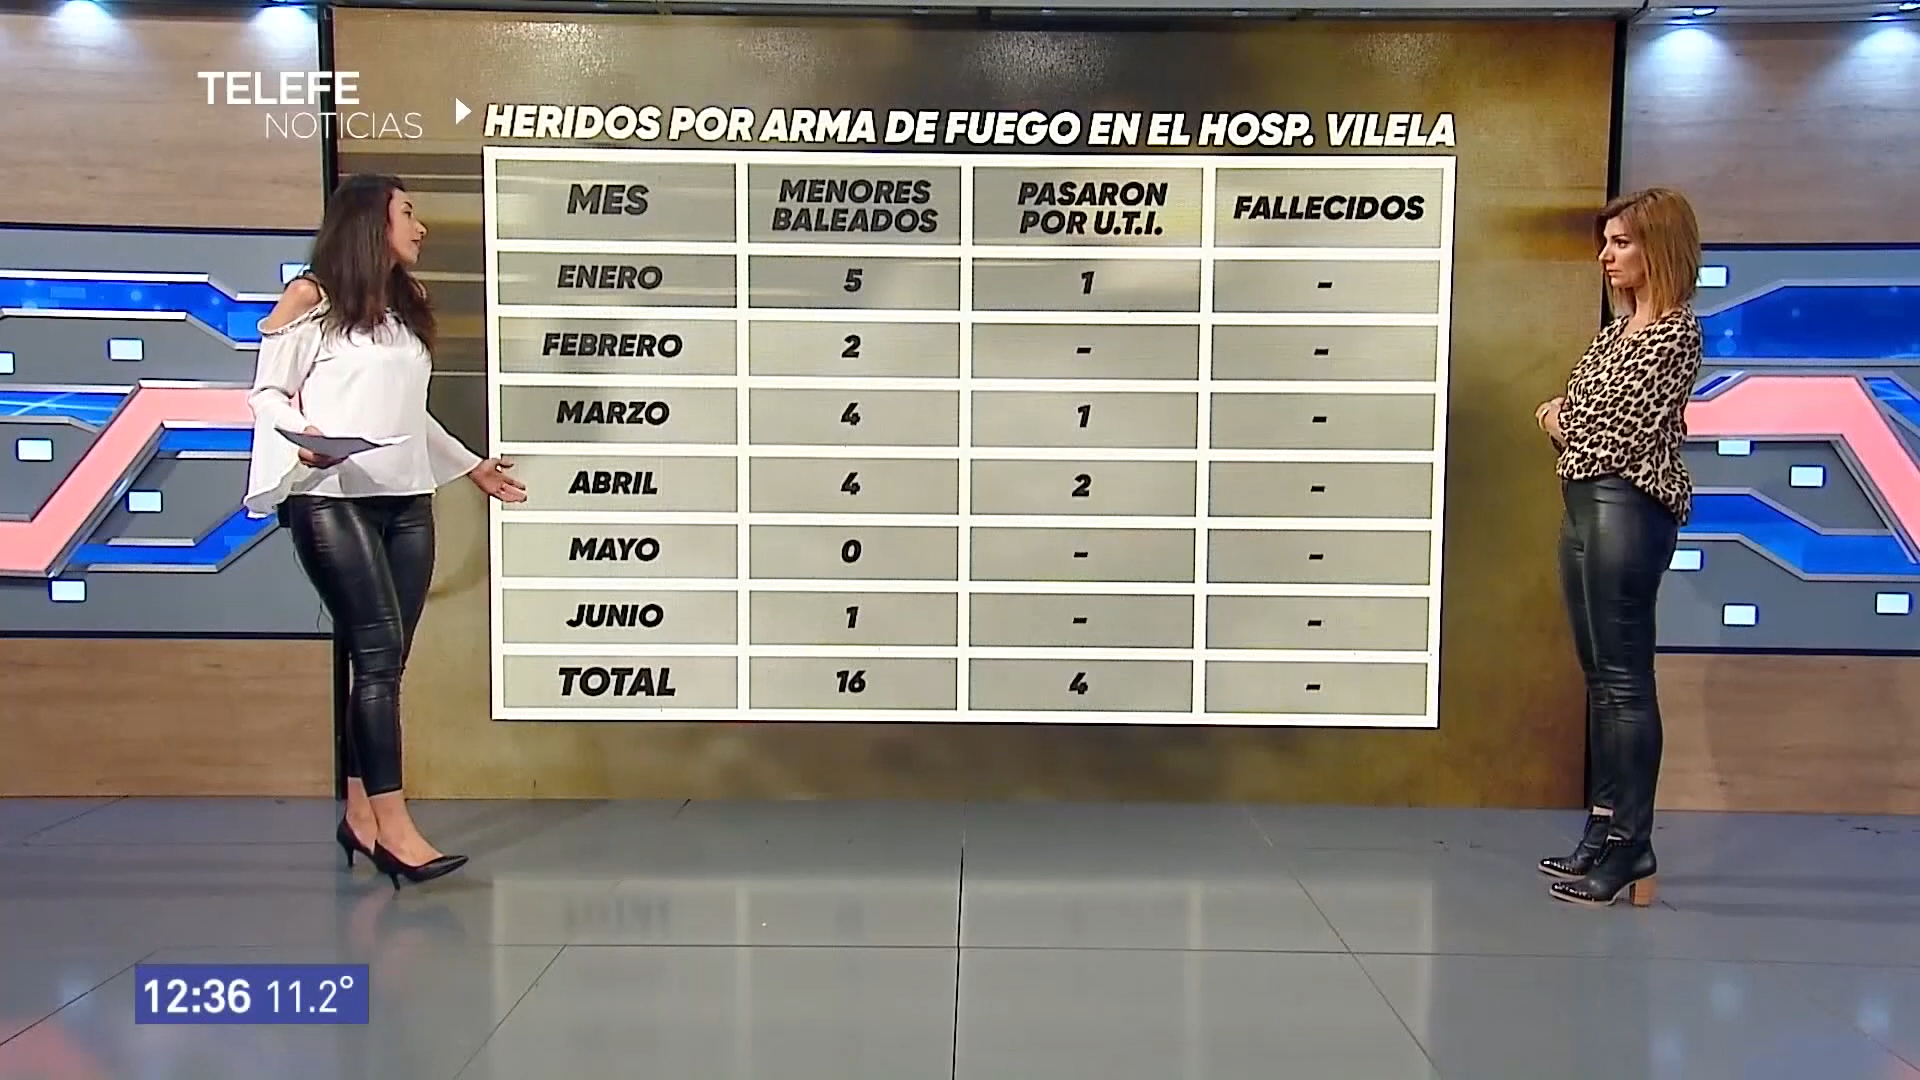 TELEFE
NOTICIAS
HERIDOS POR ARMA DE FUEGO EN EL HOSP. VILELA
MES MENORES BALEADOS PASARON POR U.T.I. FALLECIDOS
ENERO 5 1 -
FEBRERO 2 - -
MARZO 4 1 -
ABRIL 4 2 -
MAYO 0 - -
JUNIO 1 - -
TOTAL 16 4 -
12:36 11.2°